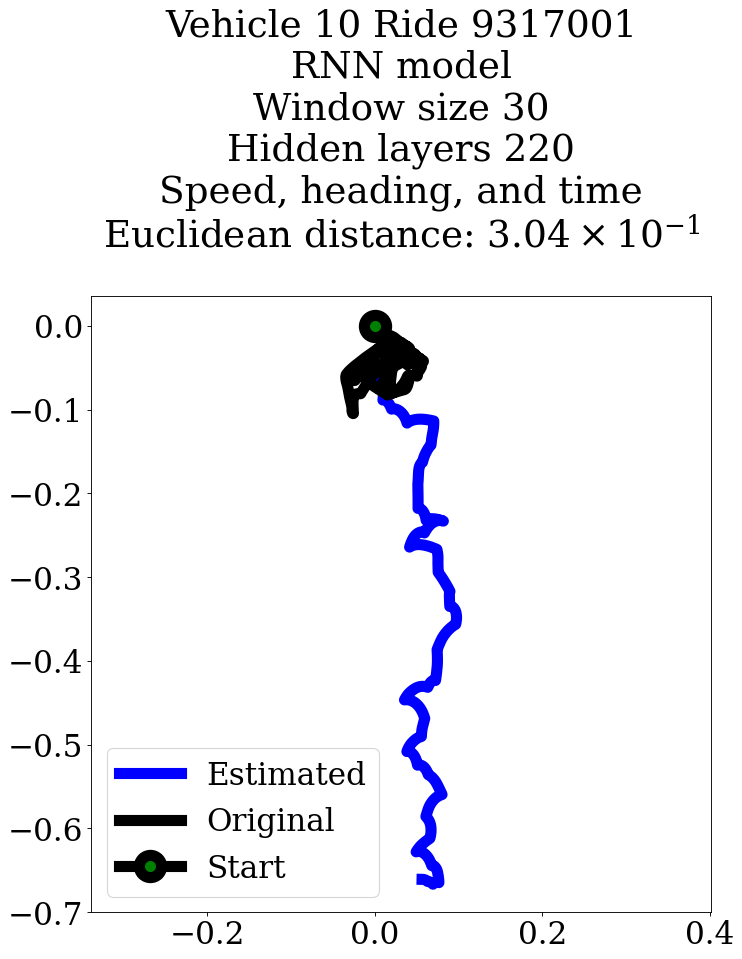 Vehicle 10 Ride 9317001
RNN model
Window size 30
Hidden layers 220
Speed, heading, and time
Euclidean distance: 3.04 × 10⁻¹
0.0
−0.1
−0.2
−0.3
−0.4
−0.5
−0.6
−0.7
Estimated
Original
Start
−0.2 0.0 0.2 0.4